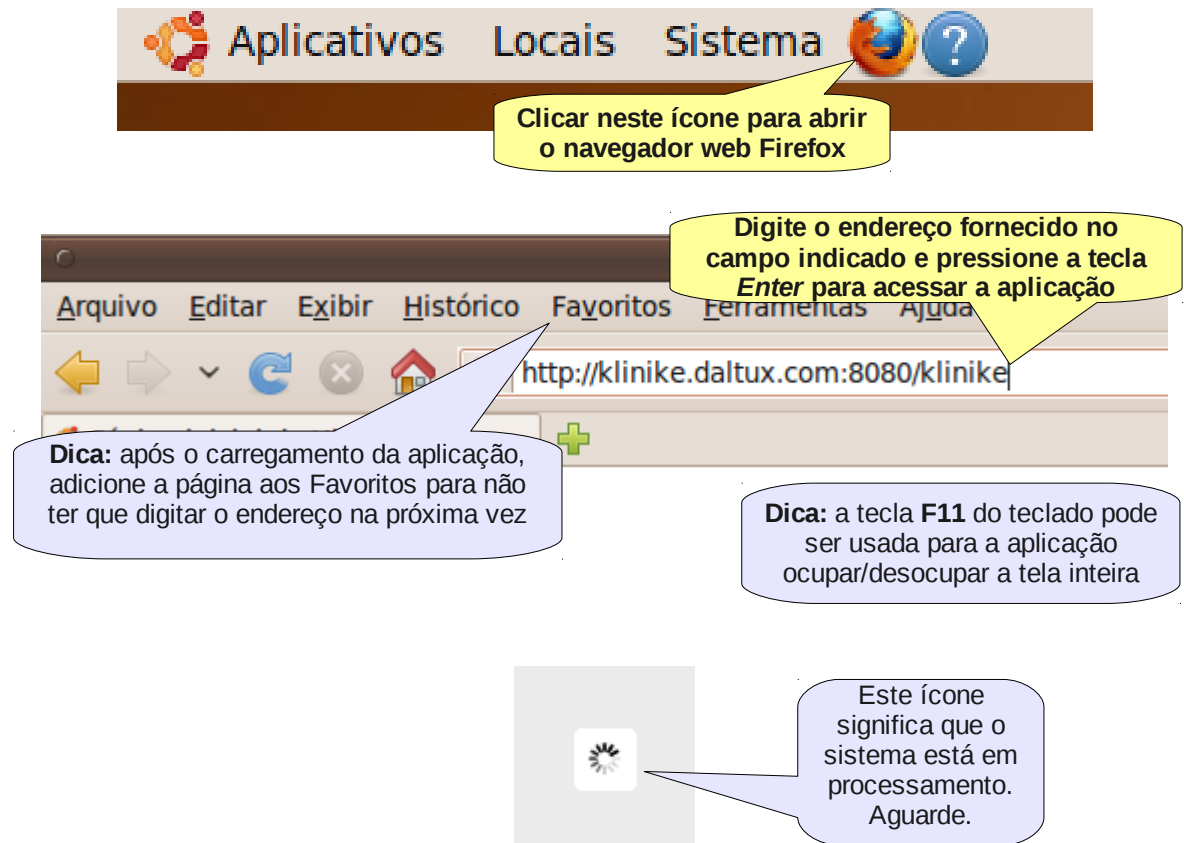 Aplicativos Locais Sistema ?
Clicar neste ícone para abrir
o navegador web Firefox
Digite o endereço fornecido no
campo indicado e pressione a tecla
Enter para acessar a aplicação
Arquivo Editar Exibir Histórico Favoritos Ferramentas Ajuda
http://klinike.daltux.com:8080/klinike
Dica: após o carregamento da aplicação,
adicione a página aos Favoritos para não
ter que digitar o endereço na próxima vez
Dica: a tecla F11 do teclado pode
ser usada para a aplicação
ocupar/desocupar a tela inteira
Este ícone
significa que o
sistema está em
processamento.
Aguarde.